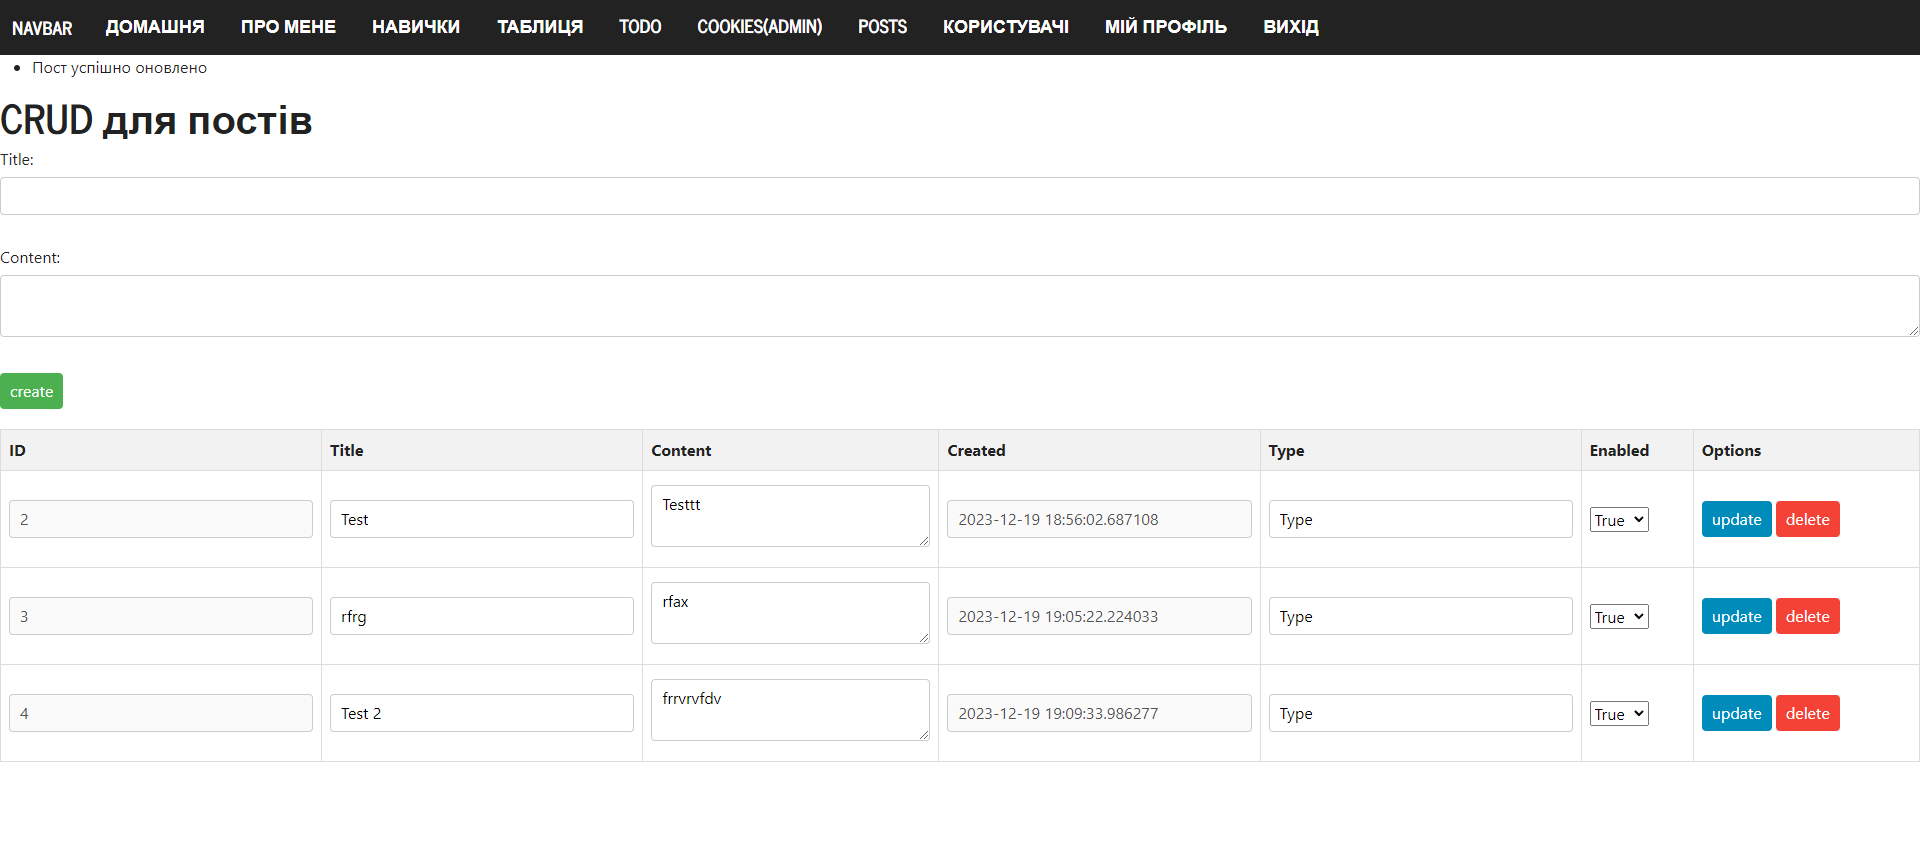 NAVBAR ДОМАШНЯ ПРО МЕНЕ НАВИЧКИ ТАБЛИЦЯ TODO COOKIES(ADMIN) POSTS КОРИСТУВАЧІ МІЙ ПРОФІЛЬ ВИХІД
Пост успішно оновлено
CRUD для постів
Title:
Content:
create
ID Title Content Created Type Enabled Options
2 Test Testtt 2023-12-19 18:56:02.687108 Type True update delete
3 rfrg rfax 2023-12-19 19:05:22.224033 Type True update delete
4 Test 2 frrvrvfdv 2023-12-19 19:09:33.986277 Type True update delete